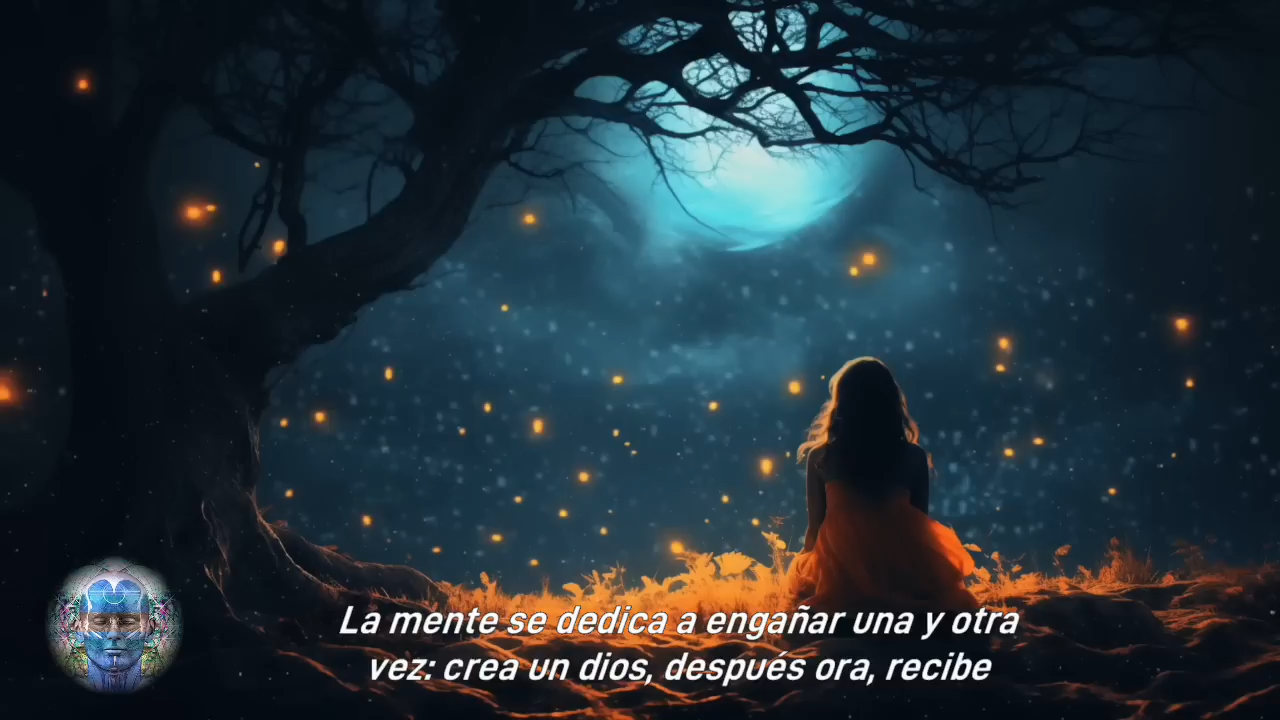 La mente se dedica a engañar una y otra
vez: crea un dios, después ora, recibe